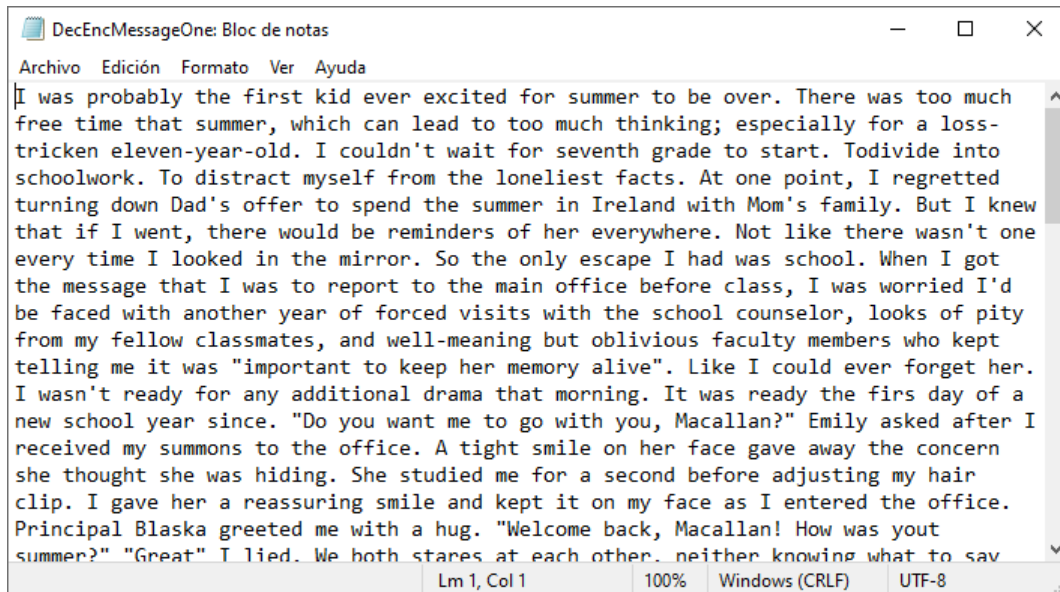 DecEncMessageOne: Bloc de notas
Archivo Edición Formato Ver Ayuda
I was probably the first kid ever excited for summer to be over. There was too much
free time that summer, which can lead to too much thinking; especially for a loss-
tricken eleven-year-old. I couldn't wait for seventh grade to start. Todivide into
schoolwork. To distract myself from the loneliest facts. At one point, I regretted
turning down Dad's offer to spend the summer in Ireland with Mom's family. But I knew
that if I went, there would be reminders of her everywhere. Not like there wasn't one
every time I looked in the mirror. So the only escape I had was school. When I got
the message that I was to report to the main office before class, I was worried I'd
be faced with another year of forced visits with the school counselor, looks of pity
from my fellow classmates, and well-meaning but oblivious faculty members who kept
telling me it was "important to keep her memory alive". Like I could ever forget her.
I wasn't ready for any additional drama that morning. It was ready the firs day of a
new school year since. "Do you want me to go with you, Macallan?" Emily asked after I
received my summons to the office. A tight smile on her face gave away the concern
she thought she was hiding. She studied me for a second before adjusting my hair
clip. I gave her a reassuring smile and kept it on my face as I entered the office.
Principal Blaska greeted me with a hug. "Welcome back, Macallan! How was yout
summer?" "Great" I lied. We both stares at each other, neither knowing what to say
Lm 1, Col 1 100% Windows (CRLF) UTF-8